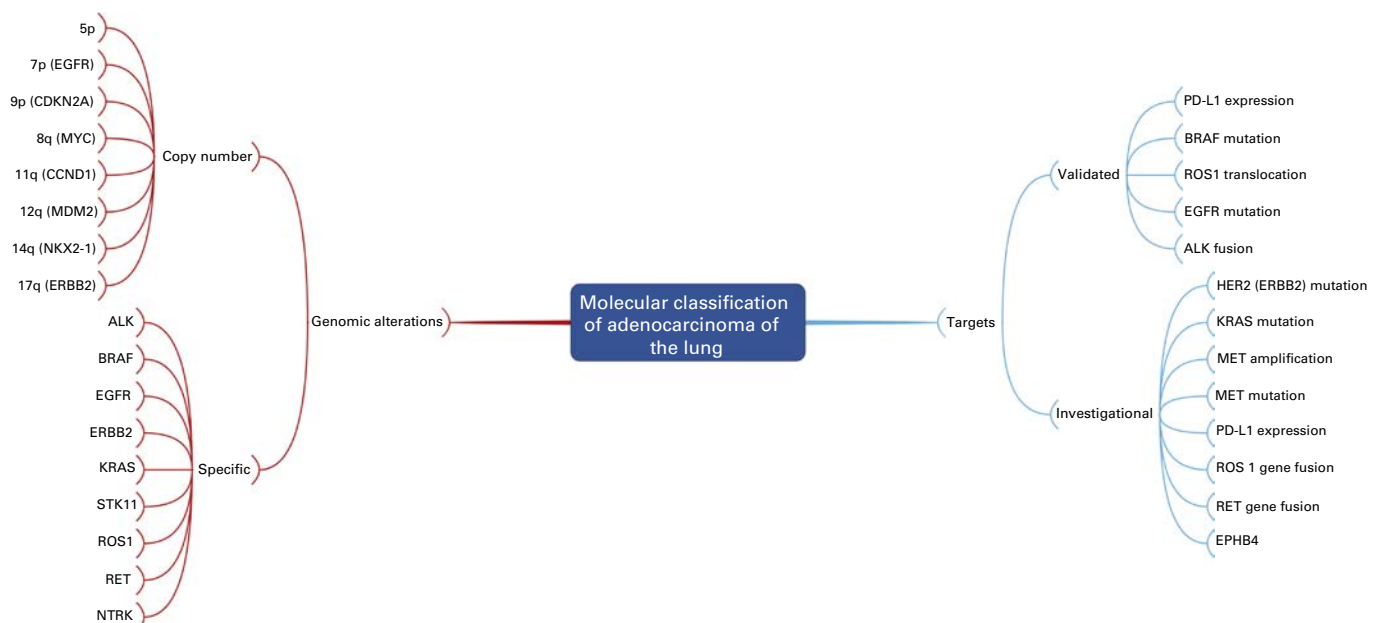 5p
7p (EGFR)
9p (CDKN2A)
8q (MYC)
11q (CCND1)
12q (MDM2)
14q (NKX2-1)
17q (ERBB2)
Copy number
ALK
BRAF
EGFR
ERBB2
KRAS
STK11
ROS1
RET
NTRK
Specific
Genomic alterations
Molecular classification
of adenocarcinoma of
the lung
Targets
Validated
PD-L1 expression
BRAF mutation
ROS1 translocation
EGFR mutation
ALK fusion
Investigational
HER2 (ERBB2) mutation
KRAS mutation
MET amplification
MET mutation
PD-L1 expression
ROS 1 gene fusion
RET gene fusion
EPHB4